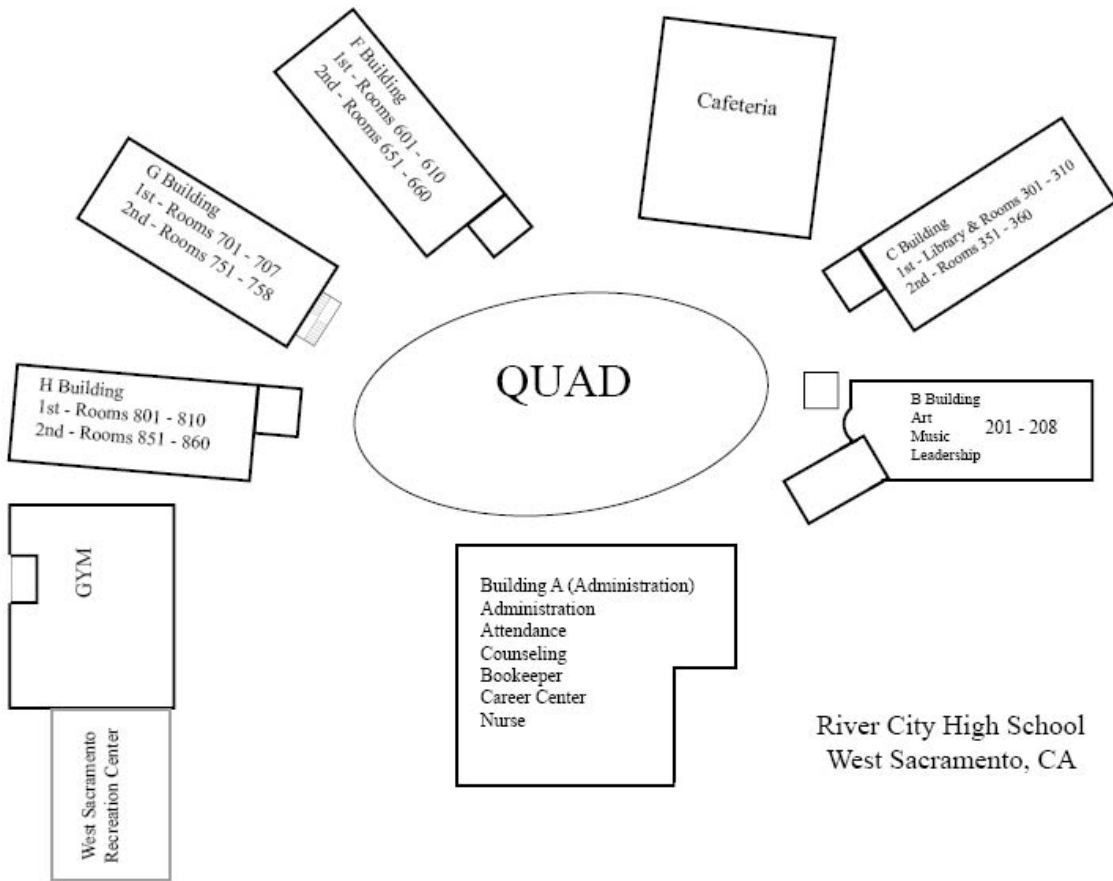 F Building
1st - Rooms 601 - 610
2nd - Rooms 651 - 660
Cafeteria
G Building
1st - Rooms 701 - 707
2nd - Rooms 751 - 758
C Building
1st - Library & Rooms 301 - 310
2nd - Rooms 351 - 360
QUAD
H Building
1st - Rooms 801 - 810
2nd - Rooms 851 - 860
B Building
Art
Music
Leadership
201 - 208
GYM
Building A (Administration)
Administration
Attendance
Counseling
Bookeeper
Career Center
Nurse
West Sacramento
Recreation Center
River City High School
West Sacramento, CA